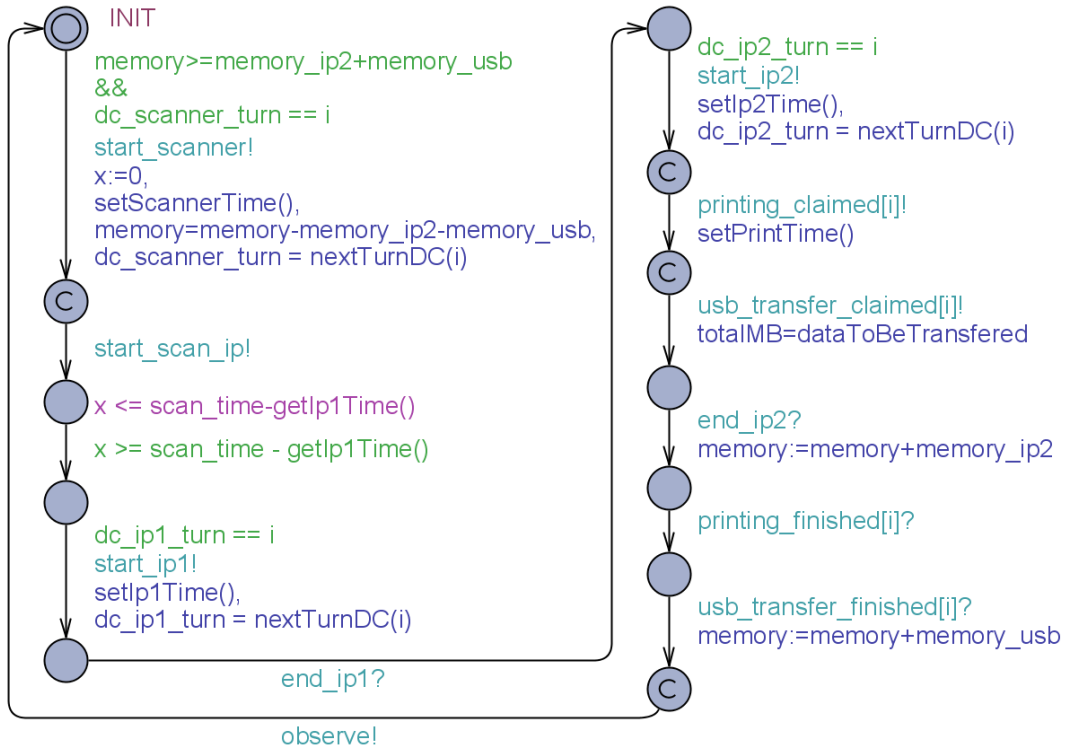 INIT
memory>=memory_ip2+memory_usb
&&
dc_scanner_turn == i
start_scanner!
x:=0,
setScannerTime(),
memory=memory-memory_ip2-memory_usb,
dc_scanner_turn = nextTurnDC(i)
C
start_scan_ip!
x <= scan_time-getIp1Time()
x >= scan_time - getIp1Time()
dc_ip1_turn == i
start_ip1!
setIp1Time(),
dc_ip1_turn = nextTurnDC(i)
end_ip1?
dc_ip2_turn == i
start_ip2!
setIp2Time(),
dc_ip2_turn = nextTurnDC(i)
C
printing_claimed[i]!
setPrintTime()
C
usb_transfer_claimed[i]!
totalMB=dataToBeTransfered
end_ip2?
memory:=memory+memory_ip2
printing_finished[i]?
usb_transfer_finished[i]?
memory:=memory+memory_usb
C
observe!